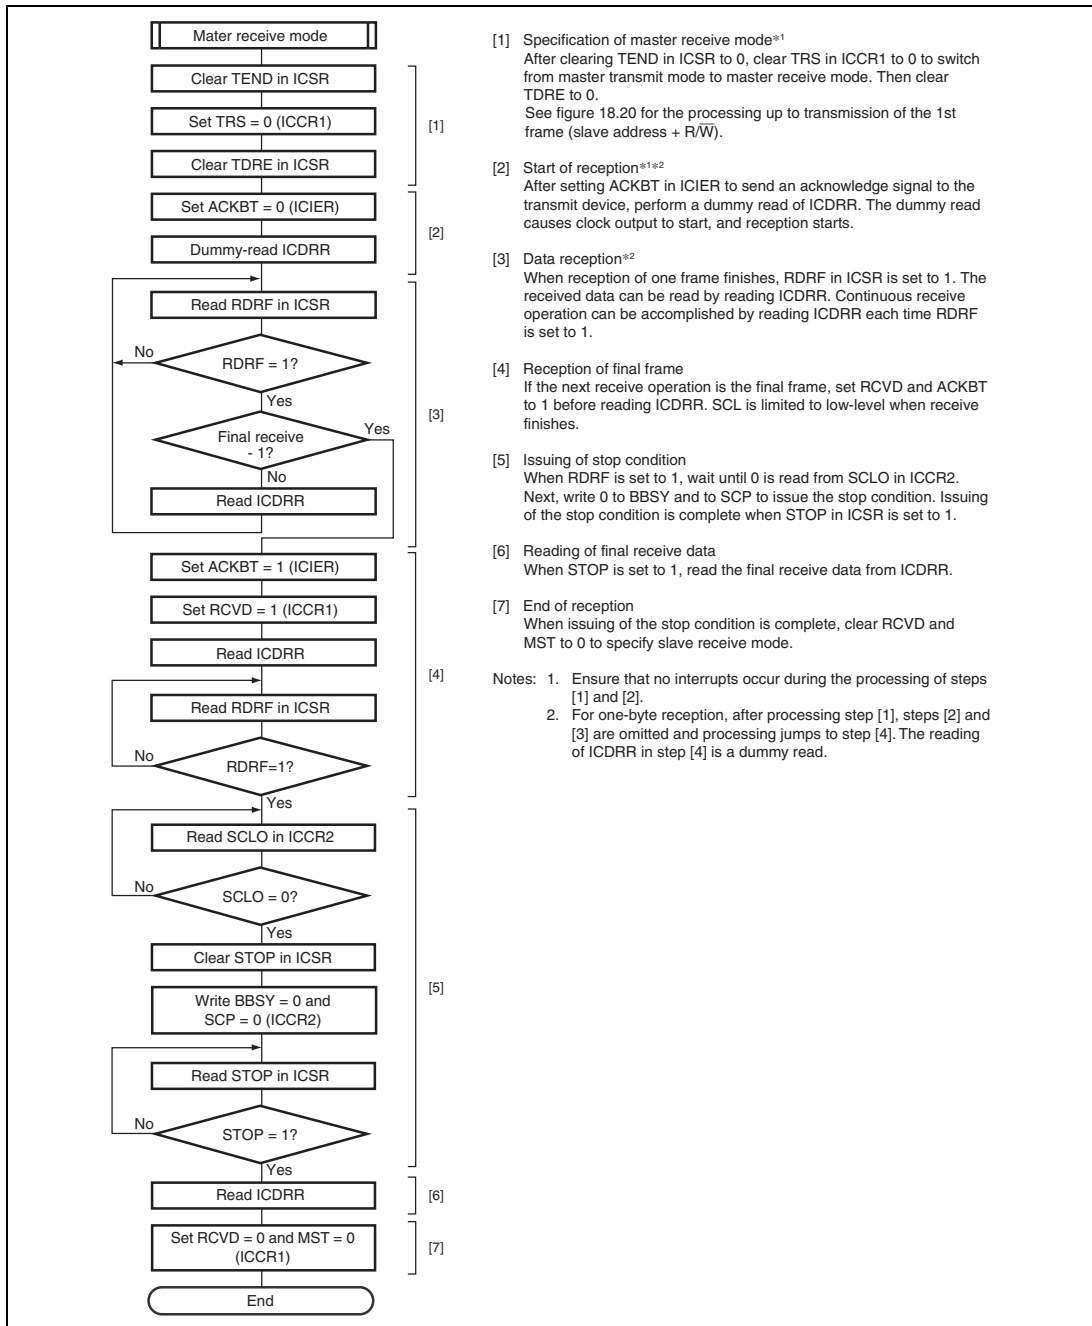 Mater receive mode
Clear TEND in ICSR
Set TRS = 0 (ICCR1)
[1]
Clear TDRE in ICSR
Set ACKBT = 0 (ICIER)
[2]
Dummy-read ICDRR
Read RDRF in ICSR
No
RDRF = 1?
Yes
[3]
Final receive
- 1?
Yes
No
Read ICDRR
Set ACKBT = 1 (ICIER)
Set RCVD = 1 (ICCR1)
Read ICDRR
[4]
Read RDRF in ICSR
No
RDRF=1?
Yes
Read SCLO in ICCR2
No
SCLO = 0?
Yes
Clear STOP in ICSR
[5]
Write BBSY = 0 and
SCP = 0 (ICCR2)
Read STOP in ICSR
No
STOP = 1?
Yes
Read ICDRR
[6]
Set RCVD = 0 and MST = 0
(ICCR1)
[7]
End
[1] Specification of master receive mode*1
After clearing TEND in ICSR to 0, clear TRS in ICCR1 to 0 to switch
from master transmit mode to master receive mode. Then clear
TDRE to 0.
See figure 18.20 for the processing up to transmission of the 1st
frame (slave address + R/W̅).
[2] Start of reception*1*2
After setting ACKBT in ICIER to send an acknowledge signal to the
transmit device, perform a dummy read of ICDRR. The dummy read
causes clock output to start, and reception starts.
[3] Data reception*2
When reception of one frame finishes, RDRF in ICSR is set to 1. The
received data can be read by reading ICDRR. Continuous receive
operation can be accomplished by reading ICDRR each time RDRF
is set to 1.
[4] Reception of final frame
If the next receive operation is the final frame, set RCVD and ACKBT
to 1 before reading ICDRR. SCL is limited to low-level when receive
finishes.
[5] Issuing of stop condition
When RDRF is set to 1, wait until 0 is read from SCLO in ICCR2.
Next, write 0 to BBSY and to SCP to issue the stop condition. Issuing
of the stop condition is complete when STOP in ICSR is set to 1.
[6] Reading of final receive data
When STOP is set to 1, read the final receive data from ICDRR.
[7] End of reception
When issuing of the stop condition is complete, clear RCVD and
MST to 0 to specify slave receive mode.
Notes: 1. Ensure that no interrupts occur during the processing of steps
[1] and [2].
2. For one-byte reception, after processing step [1], steps [2] and
[3] are omitted and processing jumps to step [4]. The reading
of ICDRR in step [4] is a dummy read.